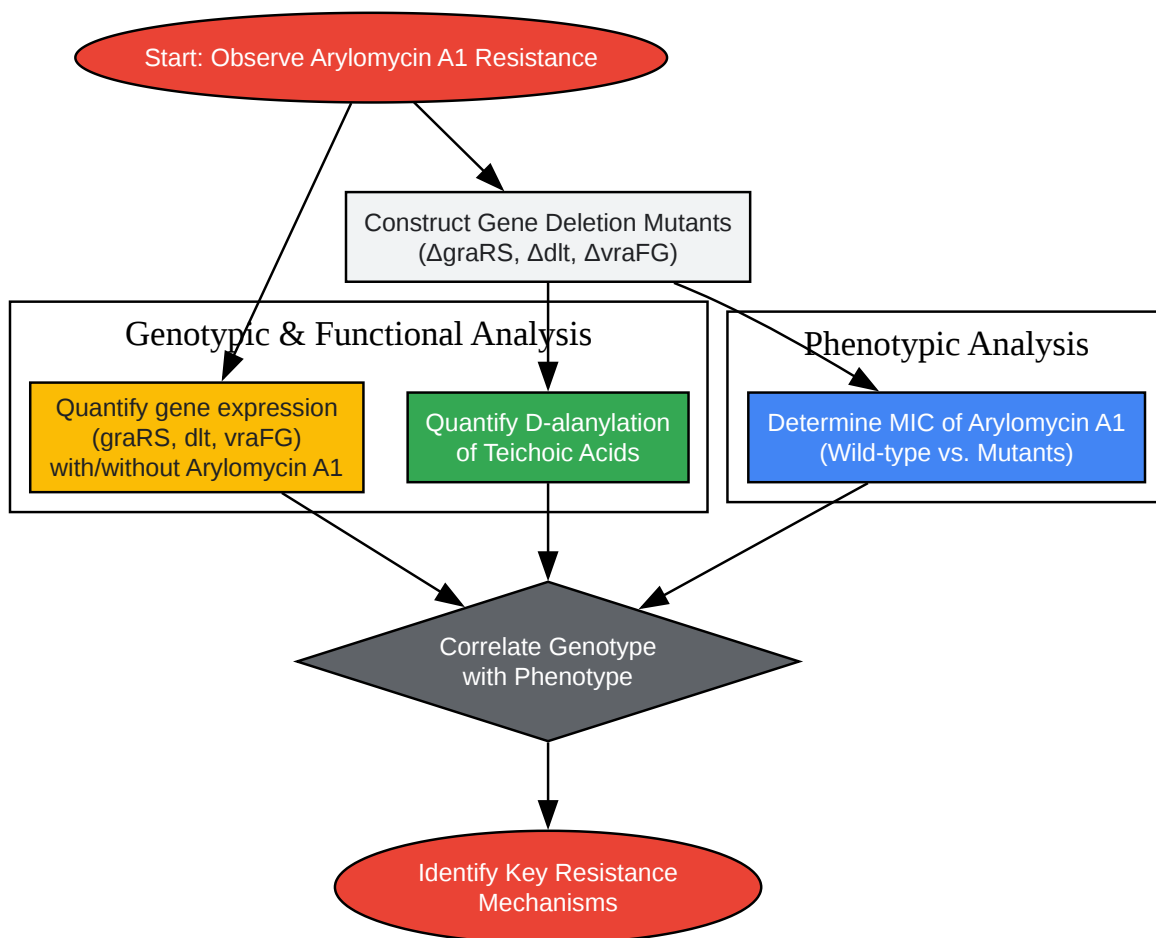 Start: Observe Arylomycin A1 Resistance
Construct Gene Deletion Mutants
(ΔgraRS, Δdlt, ΔvraFG)
Genotypic & Functional Analysis
Phenotypic Analysis
Quantify gene expression
(graRS, dlt, vraFG)
with/without Arylomycin A1
Quantify D-alanylation
of Teichoic Acids
Determine MIC of Arylomycin A1
(Wild-type vs. Mutants)
Correlate Genotype
with Phenotype
Identify Key Resistance
Mechanisms